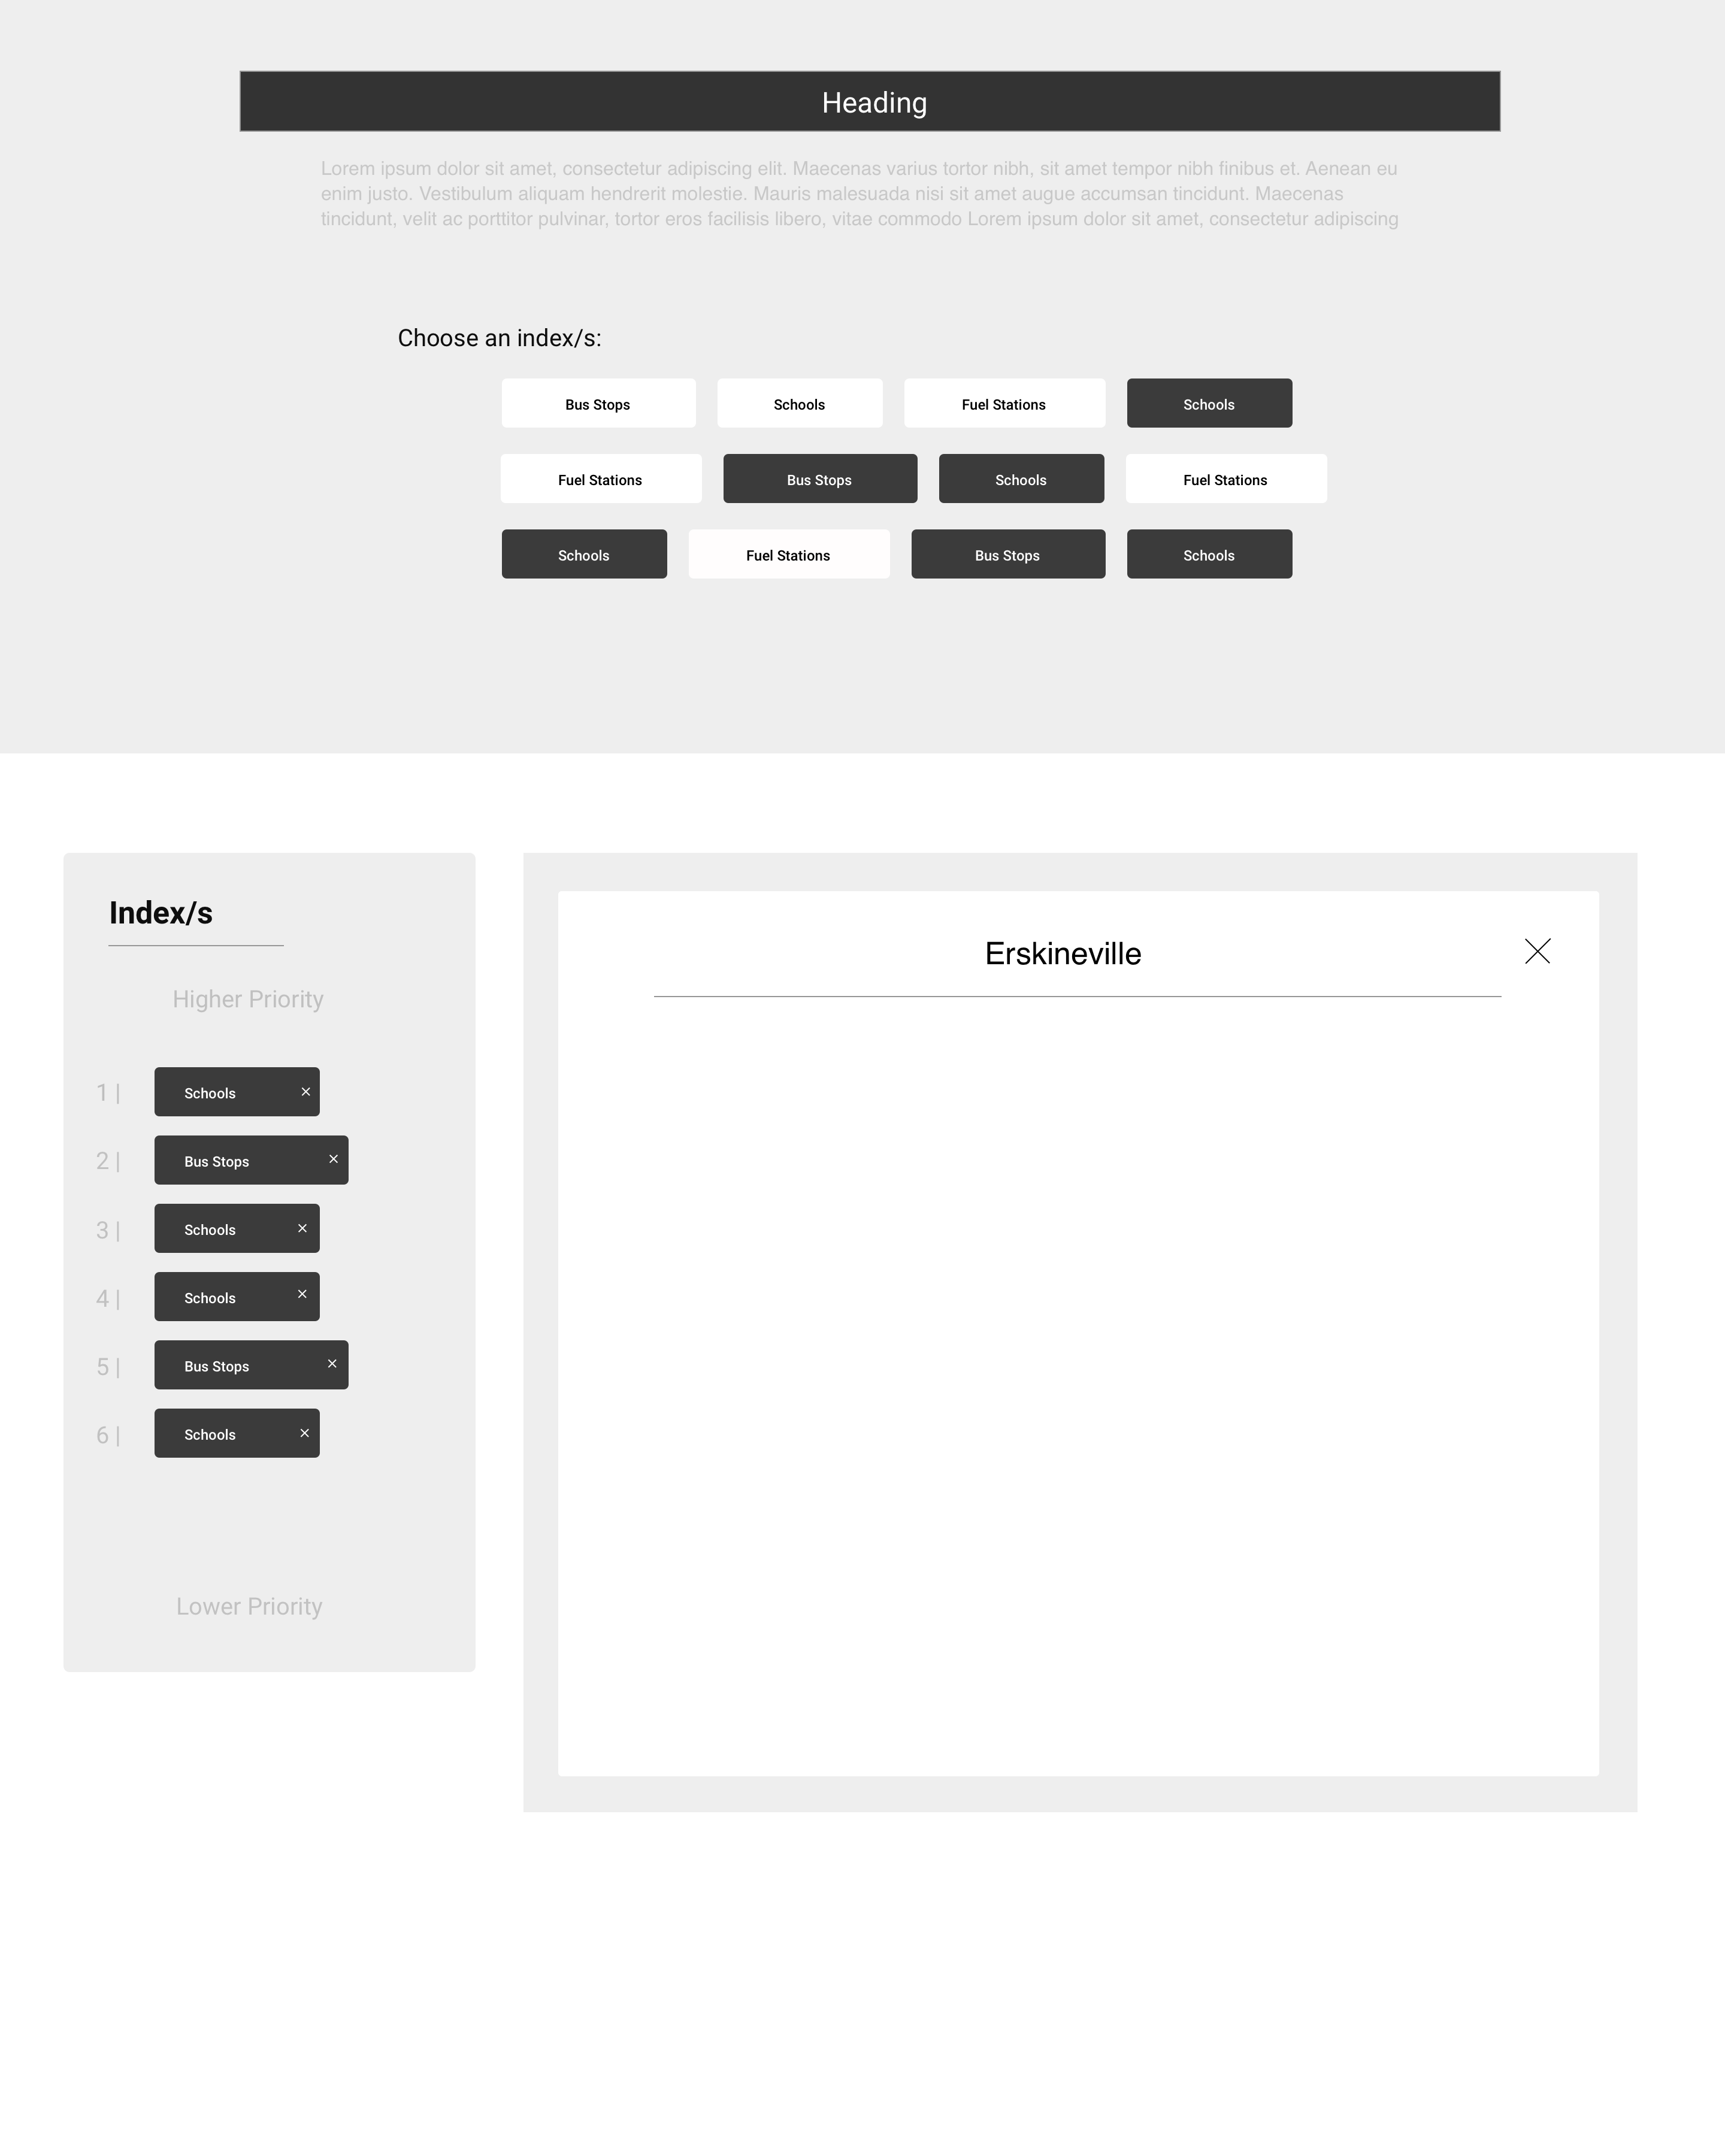 Heading
Lorem ipsum dolor sit amet, consectetur adipiscing elit. Maecenas varius tortor nibh, sit amet tempor nibh finibus et. Aenean eu
enim justo. Vestibulum aliquam hendrerit molestie. Mauris malesuada nisi sit amet augue accumsan tincidunt. Maecenas
tincidunt, velit ac porttitor pulvinar, tortor eros facilisis libero, vitae commodo Lorem ipsum dolor sit amet, consectetur adipiscing
Choose an index/s:
Bus Stops Schools Fuel Stations Schools
Fuel Stations Bus Stops Schools Fuel Stations
Schools Fuel Stations Bus Stops Schools
Index/s
Higher Priority
1 | Schools ×
2 | Bus Stops ×
3 | Schools ×
4 | Schools ×
5 | Bus Stops ×
6 | Schools ×
Lower Priority
Erskineville